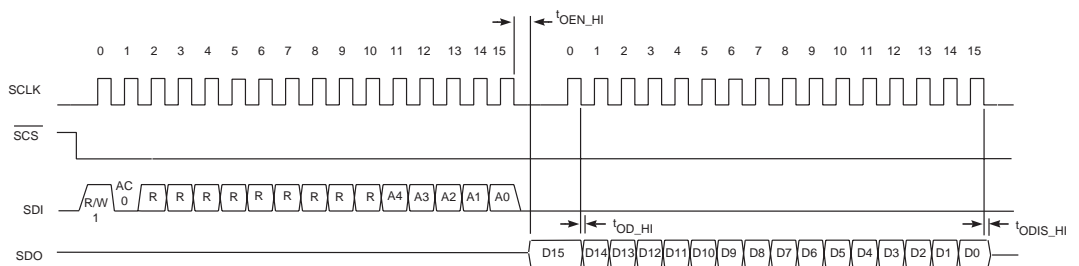 tOEN_HI
0 1 2 3 4 5 6 7 8 9 10 11 12 13 14 15 0 1 2 3 4 5 6 7 8 9 10 11 12 13 14 15
SCLK
SCS
AC
0
R/W
1
R R R R R R R R R A4 A3 A2 A1 A0
SDI
tOD_HI
tODIS_HI
SDO
D15 D14 D13 D12 D11 D10 D9 D8 D7 D6 D5 D4 D3 D2 D1 D0